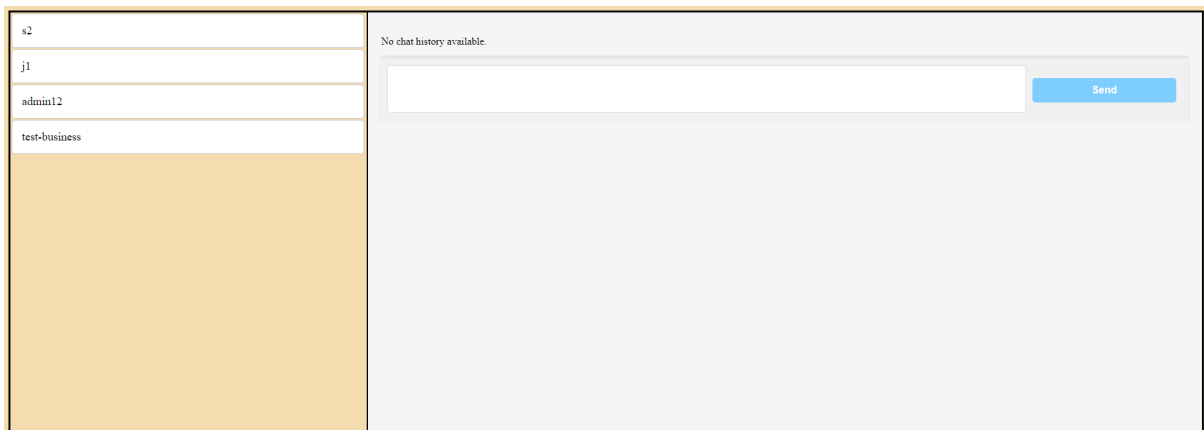 s2
j1
admin12
test-business
No chat history available.
Send